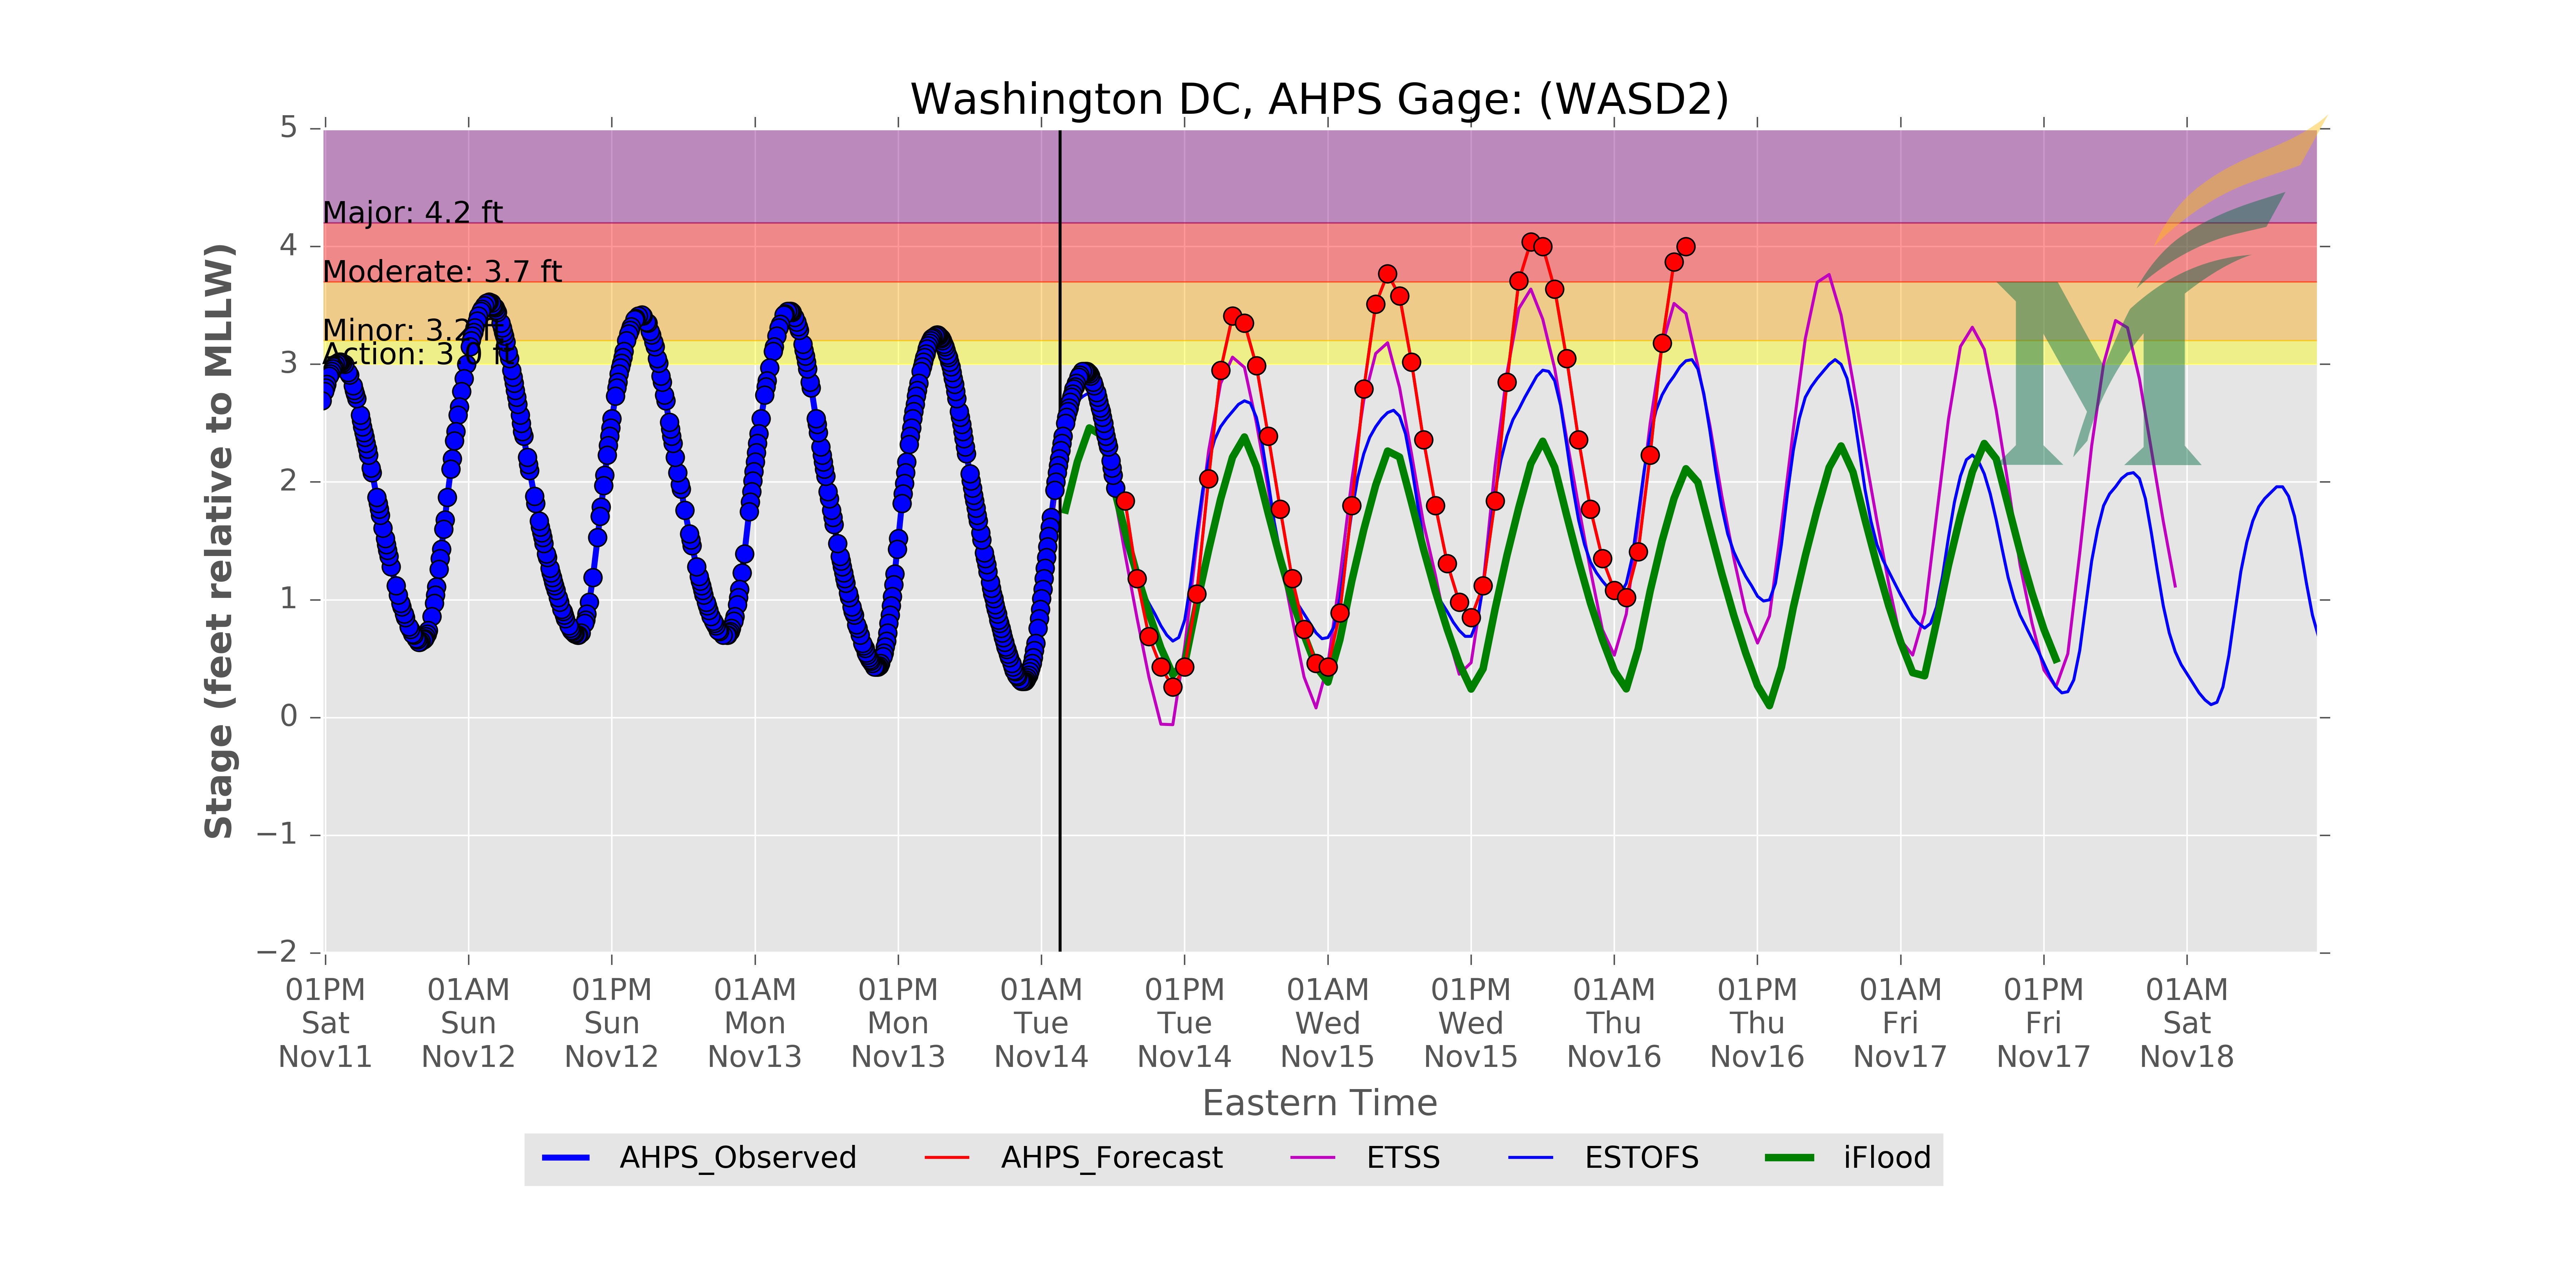 Washington DC, AHPS Gage: (WASD2)
5
4
3
2
1
0
−1
−2
Stage (feet relative to MLLW)
Major: 4.2 ft
Moderate: 3.7 ft
Minor: 3.2 ft
Action: 3.0 ft
01PM 01AM 01PM 01AM 01PM 01AM 01PM 01AM 01PM 01AM 01PM 01AM 01PM 01AM
Sat Sun Sun Mon Mon Tue Tue Wed Wed Thu Thu Fri Fri Sat
Nov11 Nov12 Nov12 Nov13 Nov13 Nov14 Nov14 Nov15 Nov15 Nov16 Nov16 Nov17 Nov17 Nov18
Eastern Time
AHPS_Observed AHPS_Forecast ETSS ESTOFS iFlood